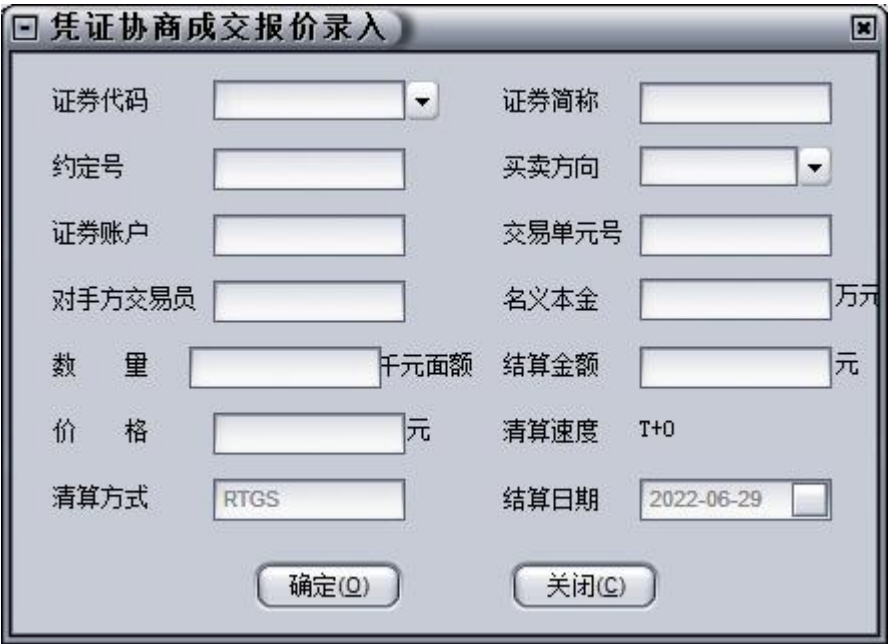 凭证协商成交报价录入
证券代码 证券简称
约定号 买卖方向
证券账户 交易单元号
对手方交易员 名义本金 万元
数 量 千元面额 结算金额 元
价 格 元 清算速度 T+0
清算方式 RTGS 结算日期 2022-06-29
确定(O) 关闭(C)